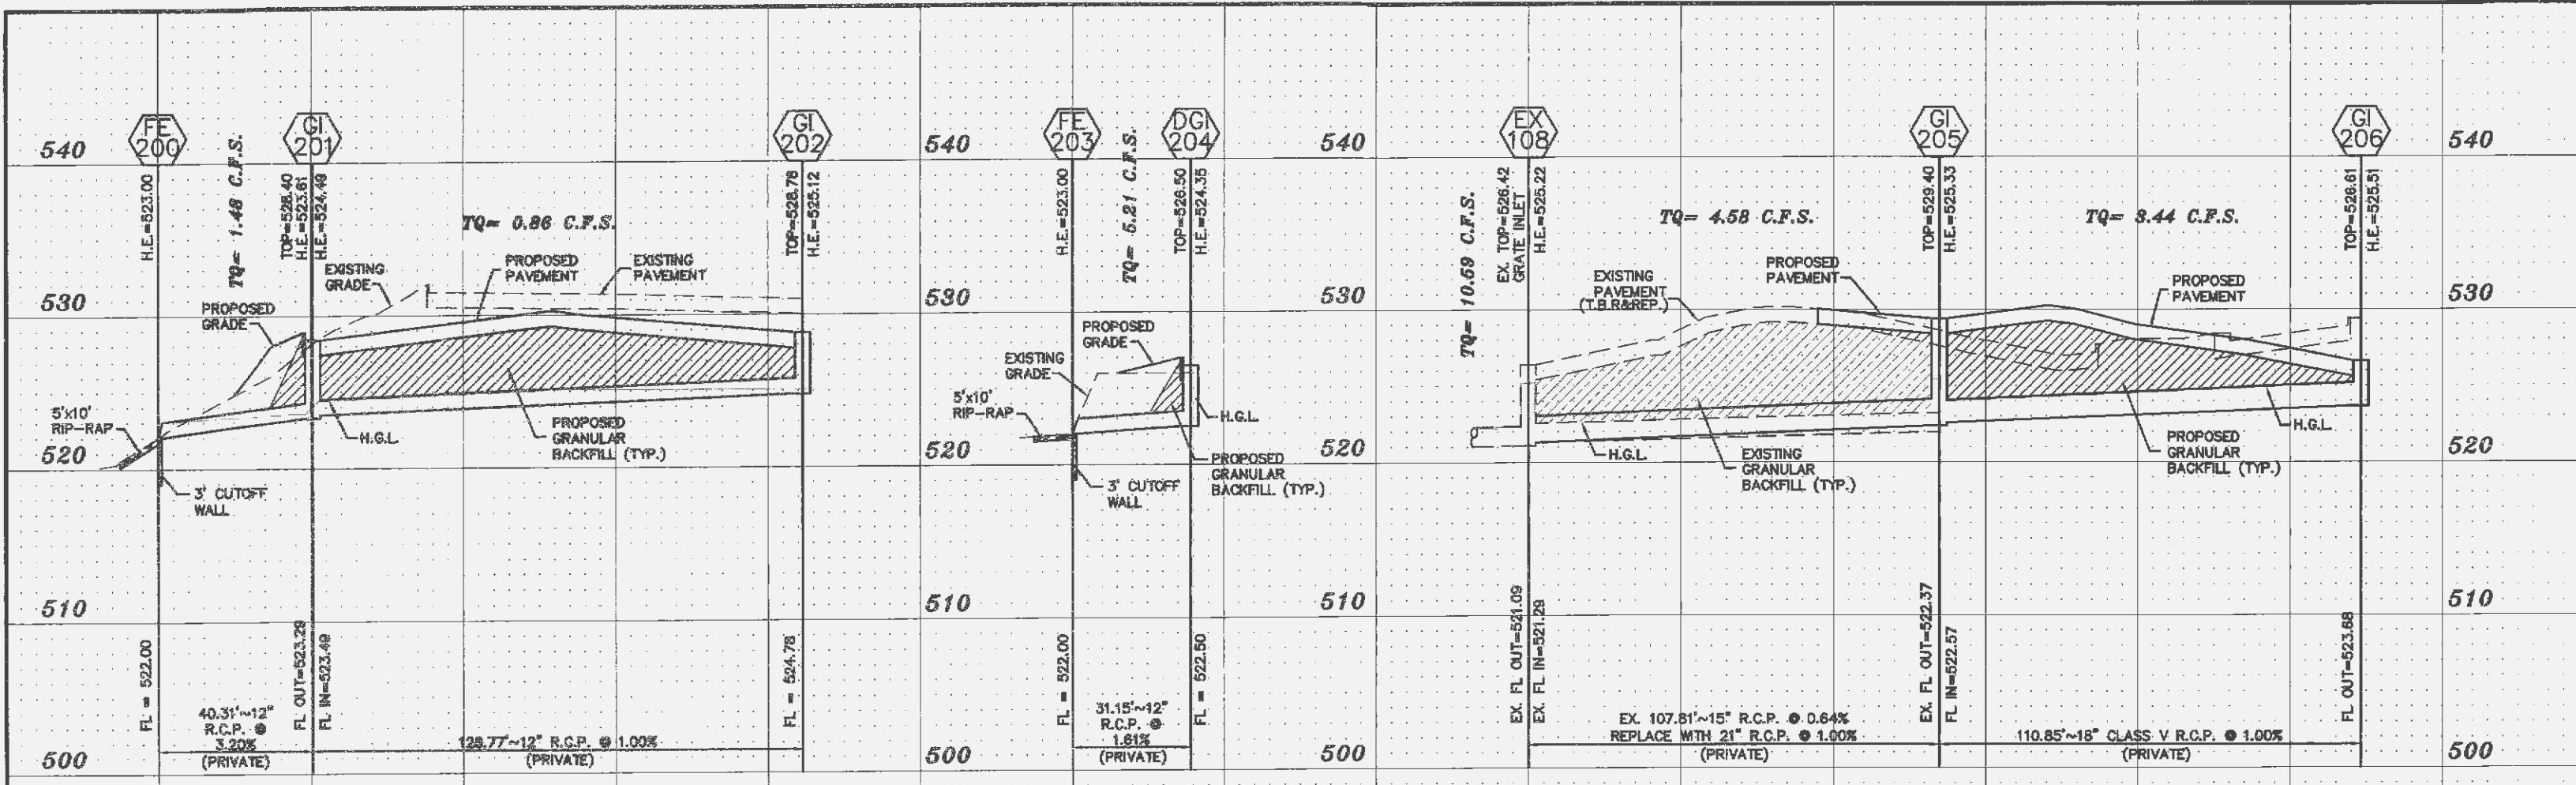 FE
200
GI
201
GI
202
FE
203
DGI
204
EX
108
GI
205
GI
206
540
540
540
540
H.E.=523.00
TQ= 1.48 C.F.S.
TOP=528.40
H.E.=523.61
H.E.=524.49
TQ= 0.86 C.F.S.
TOP=528.78
H.E.=525.12
H.E.=523.00
TQ= 5.21 C.F.S.
TOP=526.50
H.E.=524.35
TQ= 10.59 C.F.S.
EX. TOP=526.42
GRATE INLET
H.E.=525.22
TQ= 4.58 C.F.S.
TOP=529.40
H.E.=525.33
TQ= 3.44 C.F.S.
TOP=526.61
H.E.=525.51
530
530
530
530
PROPOSED
GRADE
EXISTING
GRADE
PROPOSED
PAVEMENT
EXISTING
PAVEMENT
5'x10'
RIP-RAP
3' CUTOFF
WALL
H.G.L.
PROPOSED
GRANULAR
BACKFILL (TYP.)
EXISTING
GRADE
PROPOSED
GRADE
5'x10'
RIP-RAP
3' CUTOFF
WALL
H.G.L.
PROPOSED
GRANULAR
BACKFILL (TYP.)
EXISTING
PAVEMENT
(T.B.R&REP.)
PROPOSED
PAVEMENT
PROPOSED
PAVEMENT
H.G.L.
EXISTING
GRANULAR
BACKFILL (TYP.)
PROPOSED
GRANULAR
BACKFILL (TYP.)
H.G.L.
520
520
520
520
510
510
510
510
FL = 522.00
FL OUT=523.29
FL IN=523.49
FL = 524.78
FL = 522.00
FL = 522.50
EX. FL OUT=521.09
EX. FL IN=521.29
EX. FL OUT=522.37
FL IN=522.57
FL OUT=523.68
40.31'~12"
R.C.P. @
3.20%
(PRIVATE)
128.77'~12" R.C.P. @ 1.00%
(PRIVATE)
31.15'~12"
R.C.P. @
1.61%
(PRIVATE)
EX. 107.81'~15" R.C.P. @ 0.64%
REPLACE WITH 21" R.C.P. @ 1.00%
(PRIVATE)
110.85'~18" CLASS V R.C.P. @ 1.00%
(PRIVATE)
500
500
500
500